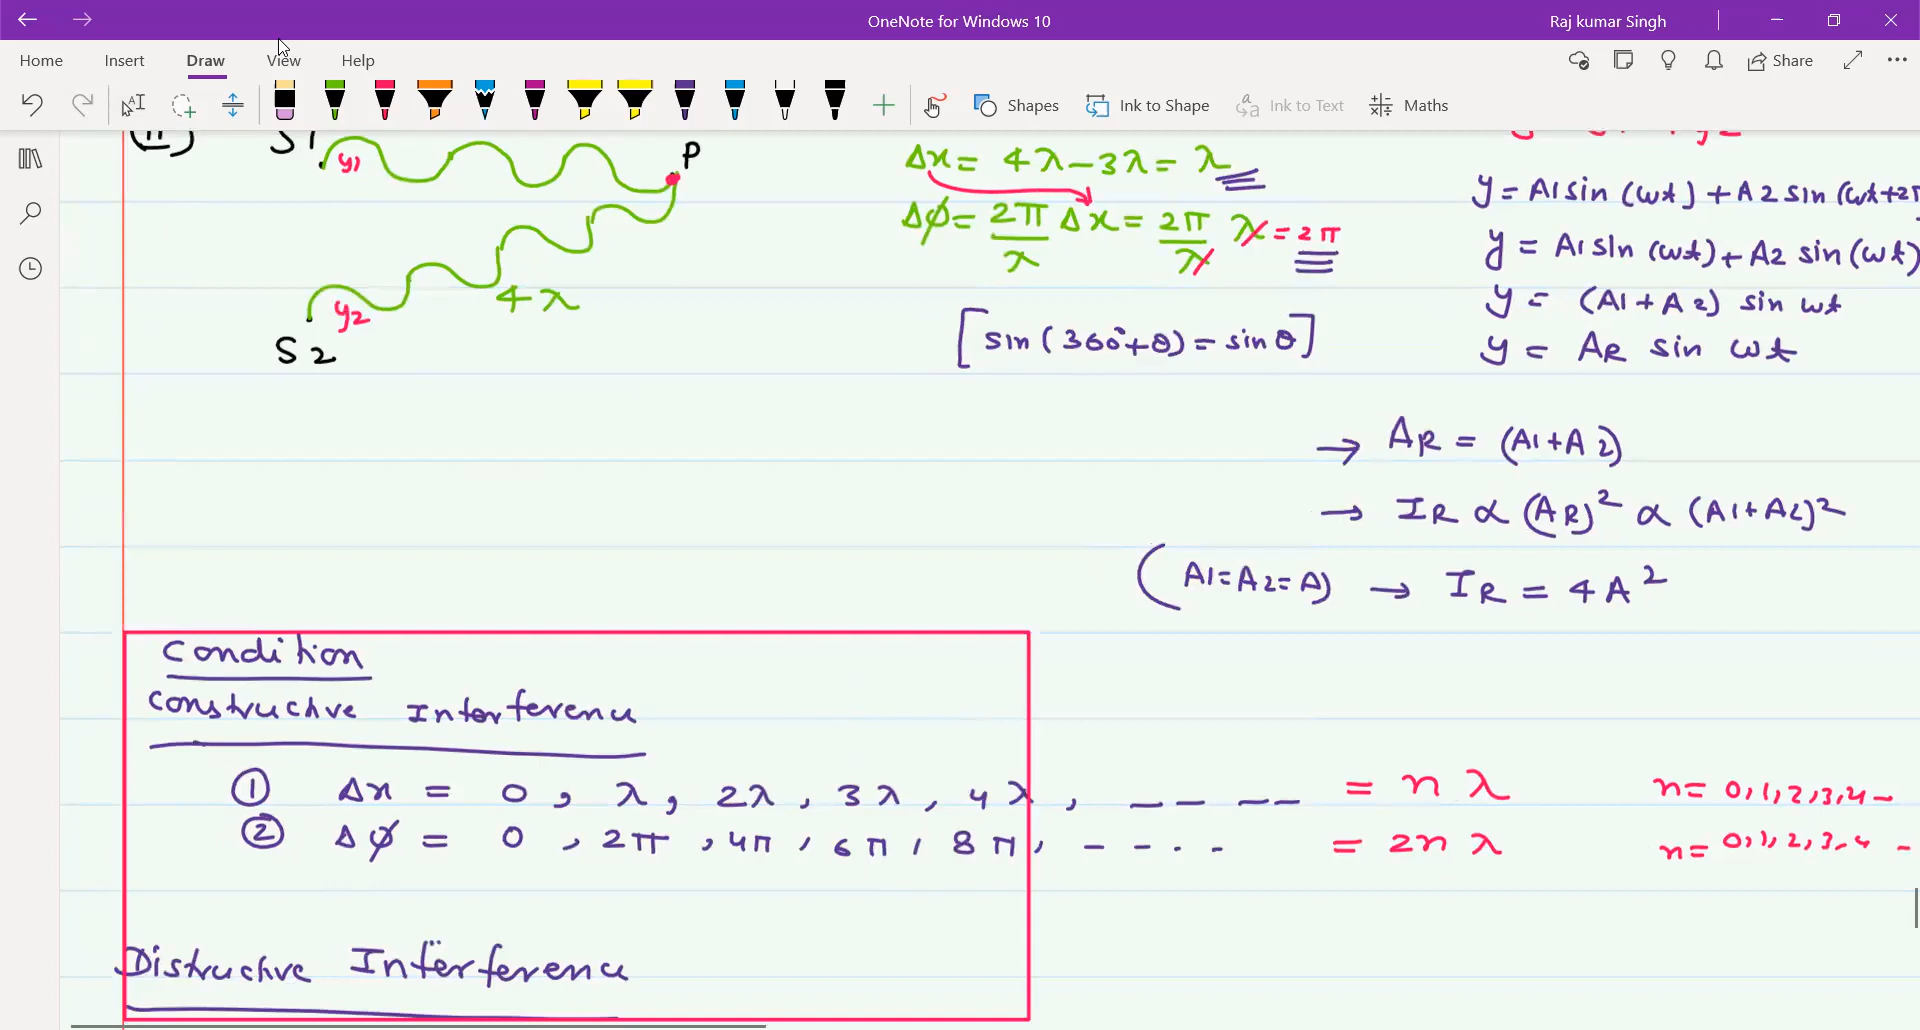 OneNote for Windows 10
Raj kumar Singh
Home Insert Draw View Help
Share
Shapes Ink to Shape Ink to Text Maths
(II) S1
y1
P
y2
4λ
S2
Δx = 4λ-3λ = λ
Δϕ = 2π/λ Δx = 2π/λ λ = 2π
[sin(360°+θ) = sinθ]
y = A1 sin (ωt) + A2 sin (ωt+2π
y = A1 sin (ωt) + A2 sin (ωt)
y = (A1+A2) sin ωt
y = AR sin ωt
→ AR = (A1+A2)
→ IR ∝ (AR)² ∝ (A1+A2)²
(A1=A2=A) → IR = 4A²
Condition
Constructive Interference
① Δx = 0, λ, 2λ, 3λ, 4λ, -- -- = nλ n= 0,1,2,3,4-
② Δϕ = 0, 2π, 4π, 6π, 8π, ---- = 2nλ n= 0,1,2,3,4 -
Distructive Interference